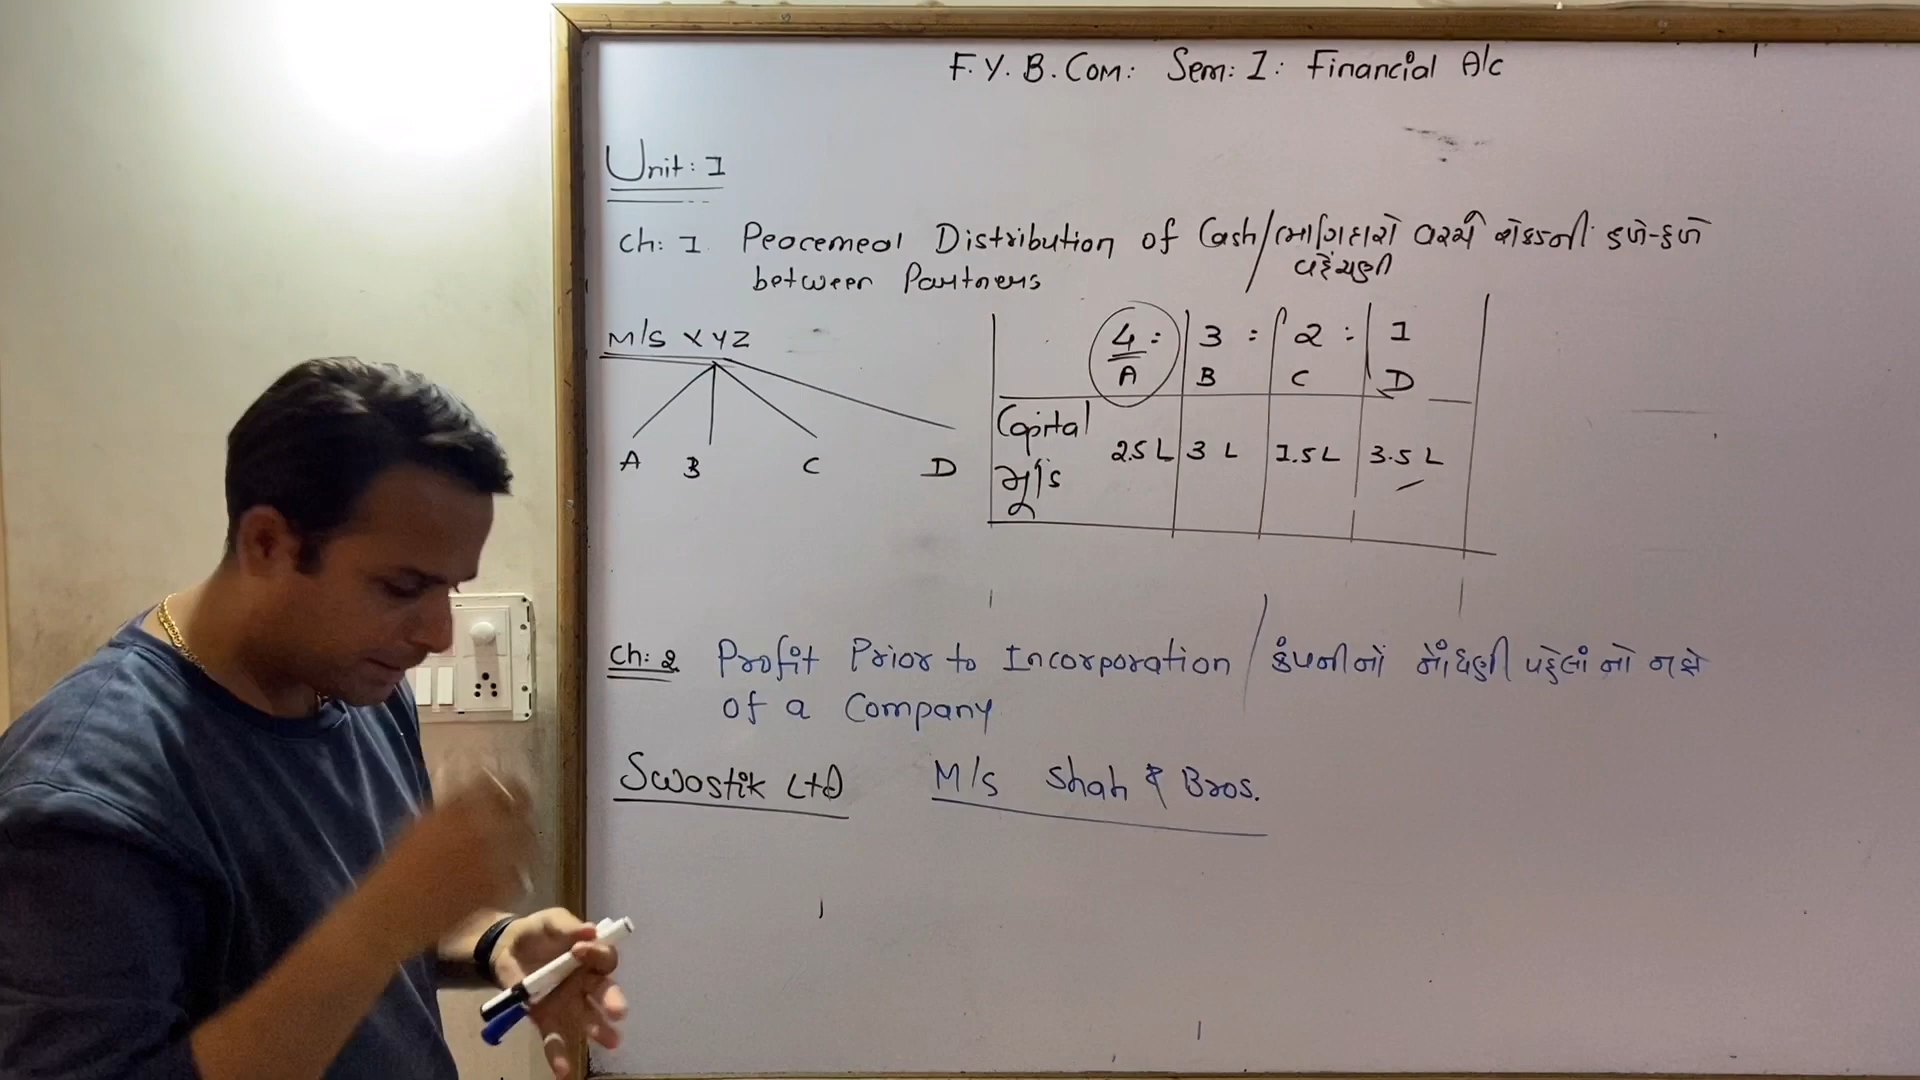 F.Y.B.Com: Sem: I: Financial A/c
Unit: I
Ch: I Peacemeal Distribution of Cash/ભાગીદારો વચ્ચે રોકડની હપ્તે-હપ્તે
between Partners વહેંચણી
M/S XYZ
A B C D
4: 3: 2: 1
A B C D
Capital
મૂ/ડ
2.5 L 3 L 1.5 L 3.5 L
Ch: 2 Profit Prior to Incorporation / કંપનીનોં નોંધણી પહેલાંનો નફો
of a Company
Swastik Ltd M/s Shah & Bros.